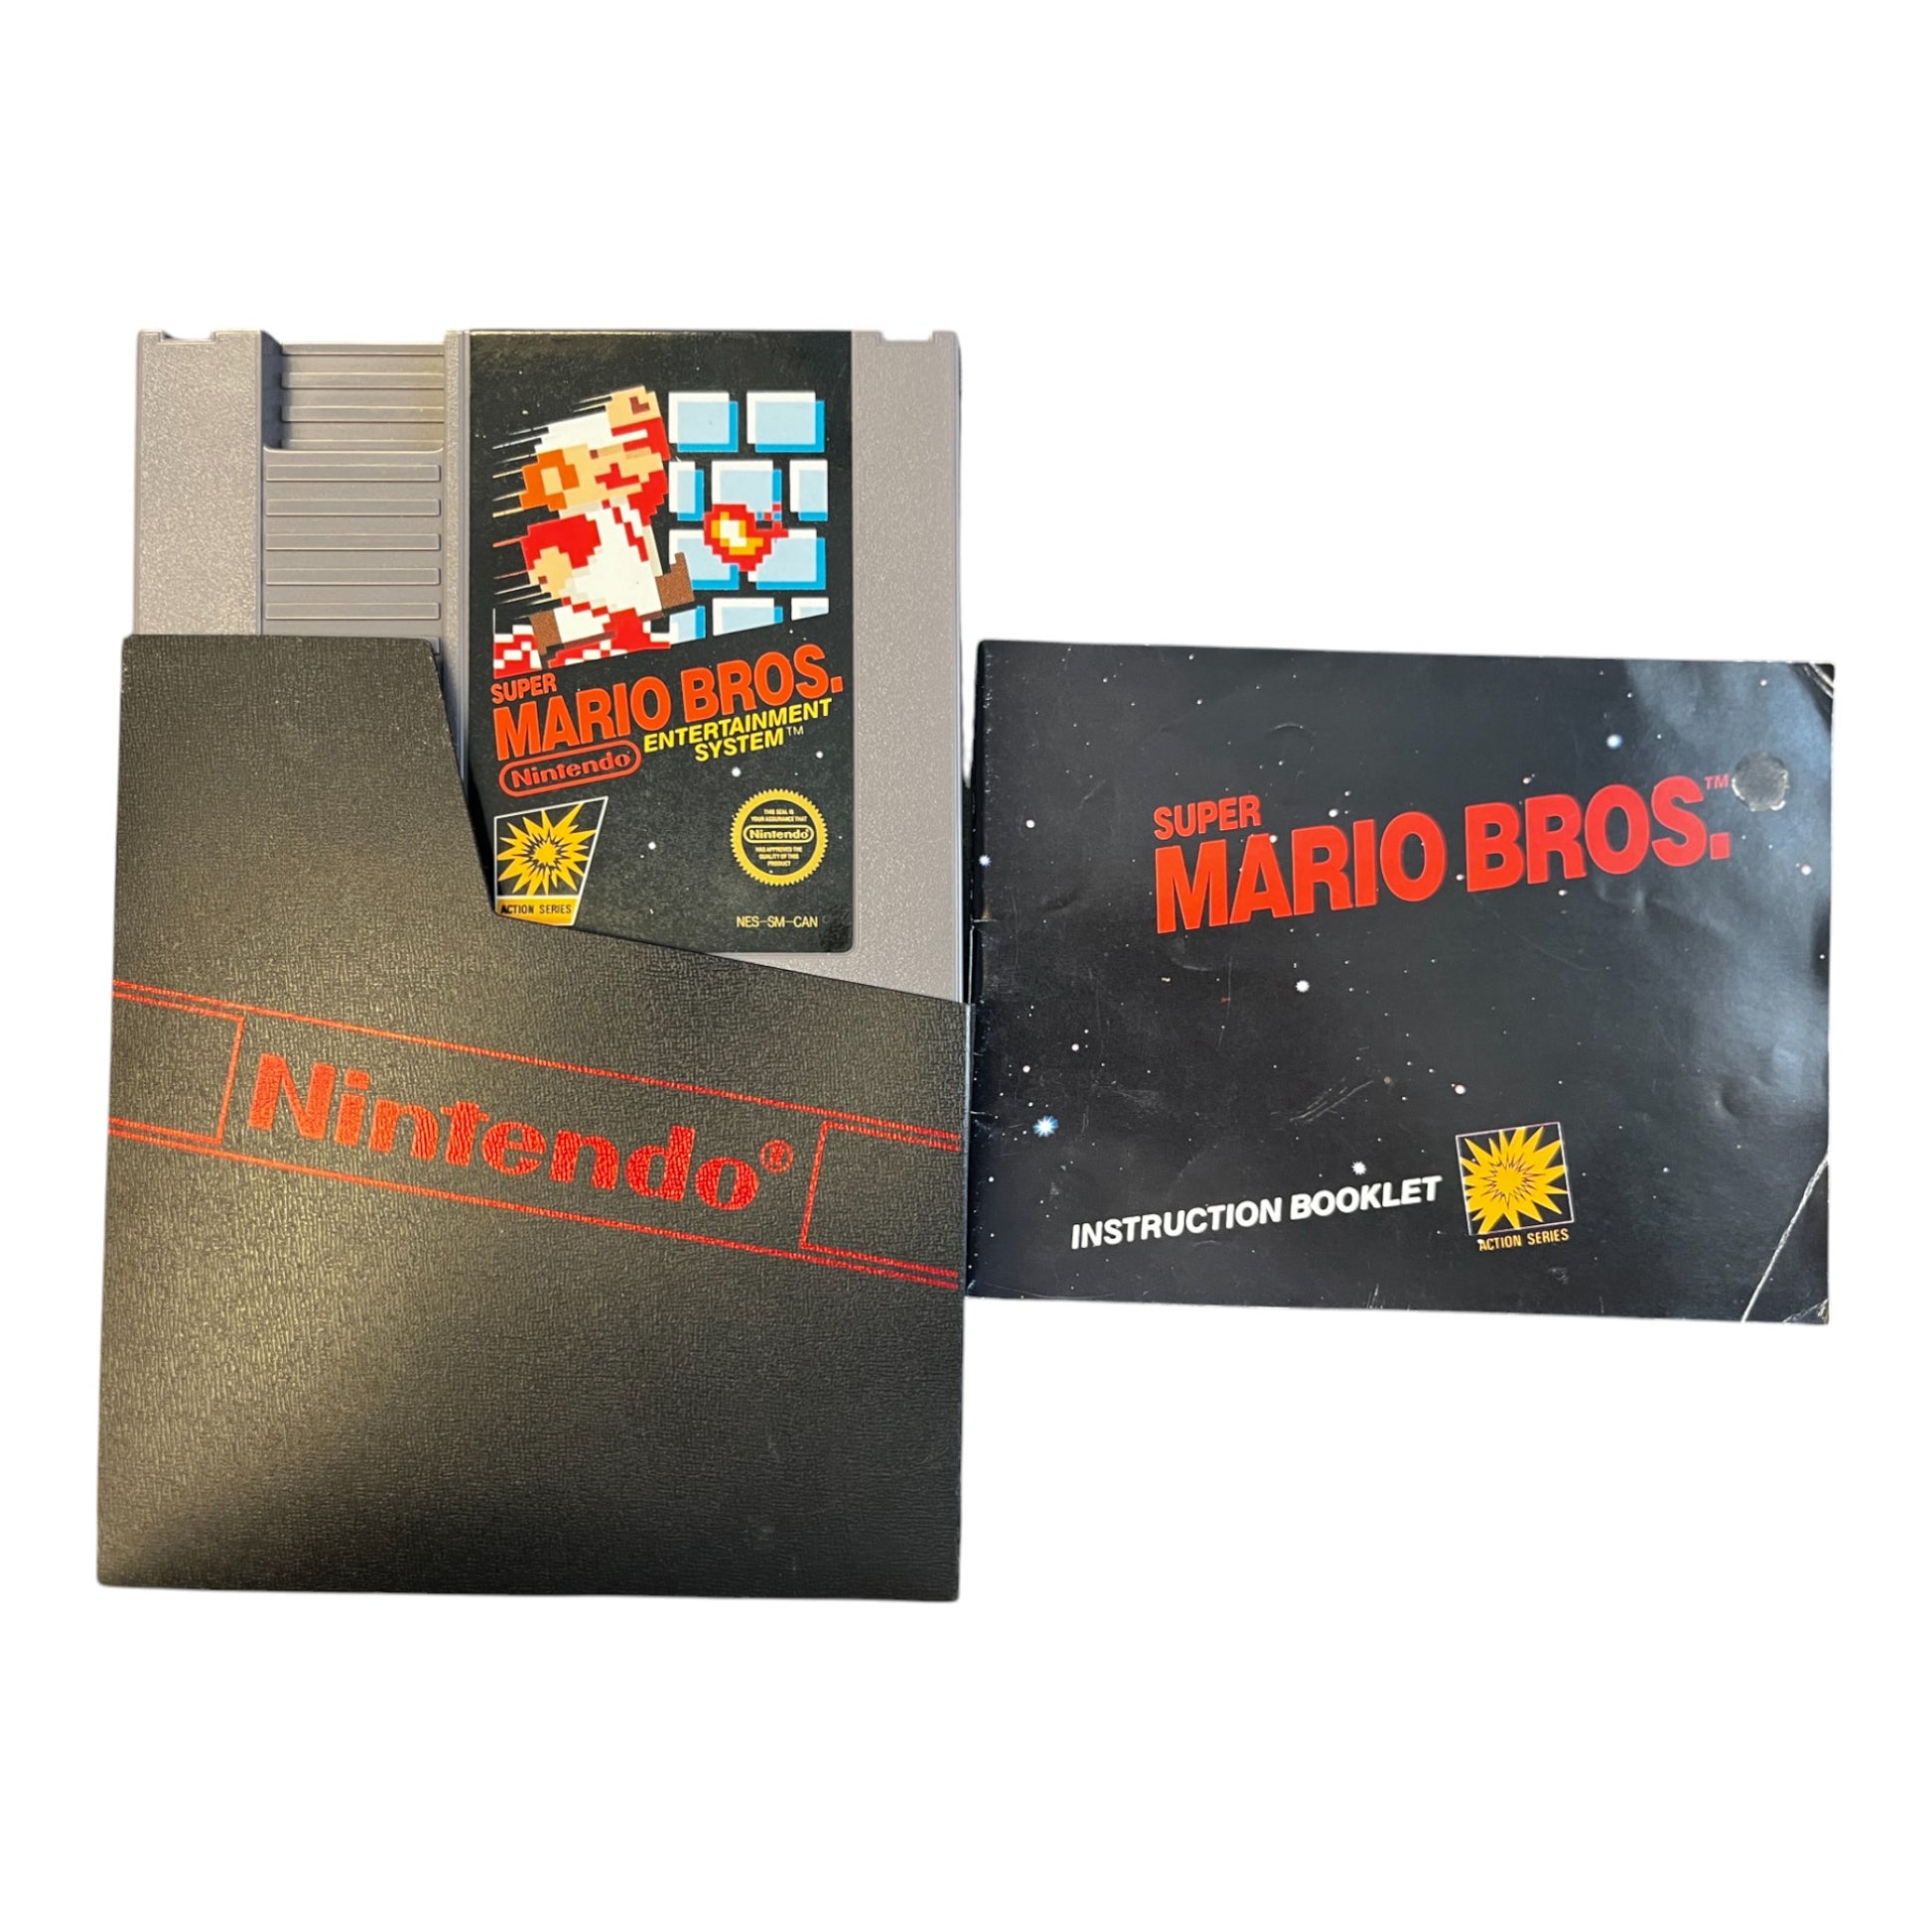 SUPER
MARIO BROS.
ENTERTAINMENT
SYSTEM™
Nintendo
THIS SEAL IS
YOUR ASSURANCE THAT
Nintendo
HAS APPROVED THE
QUALITY OF THIS
PRODUCT
ACTION SERIES
NES-SM-CAN
Nintendo®
SUPER
MARIO BROS.™
INSTRUCTION BOOKLET
ACTION SERIES